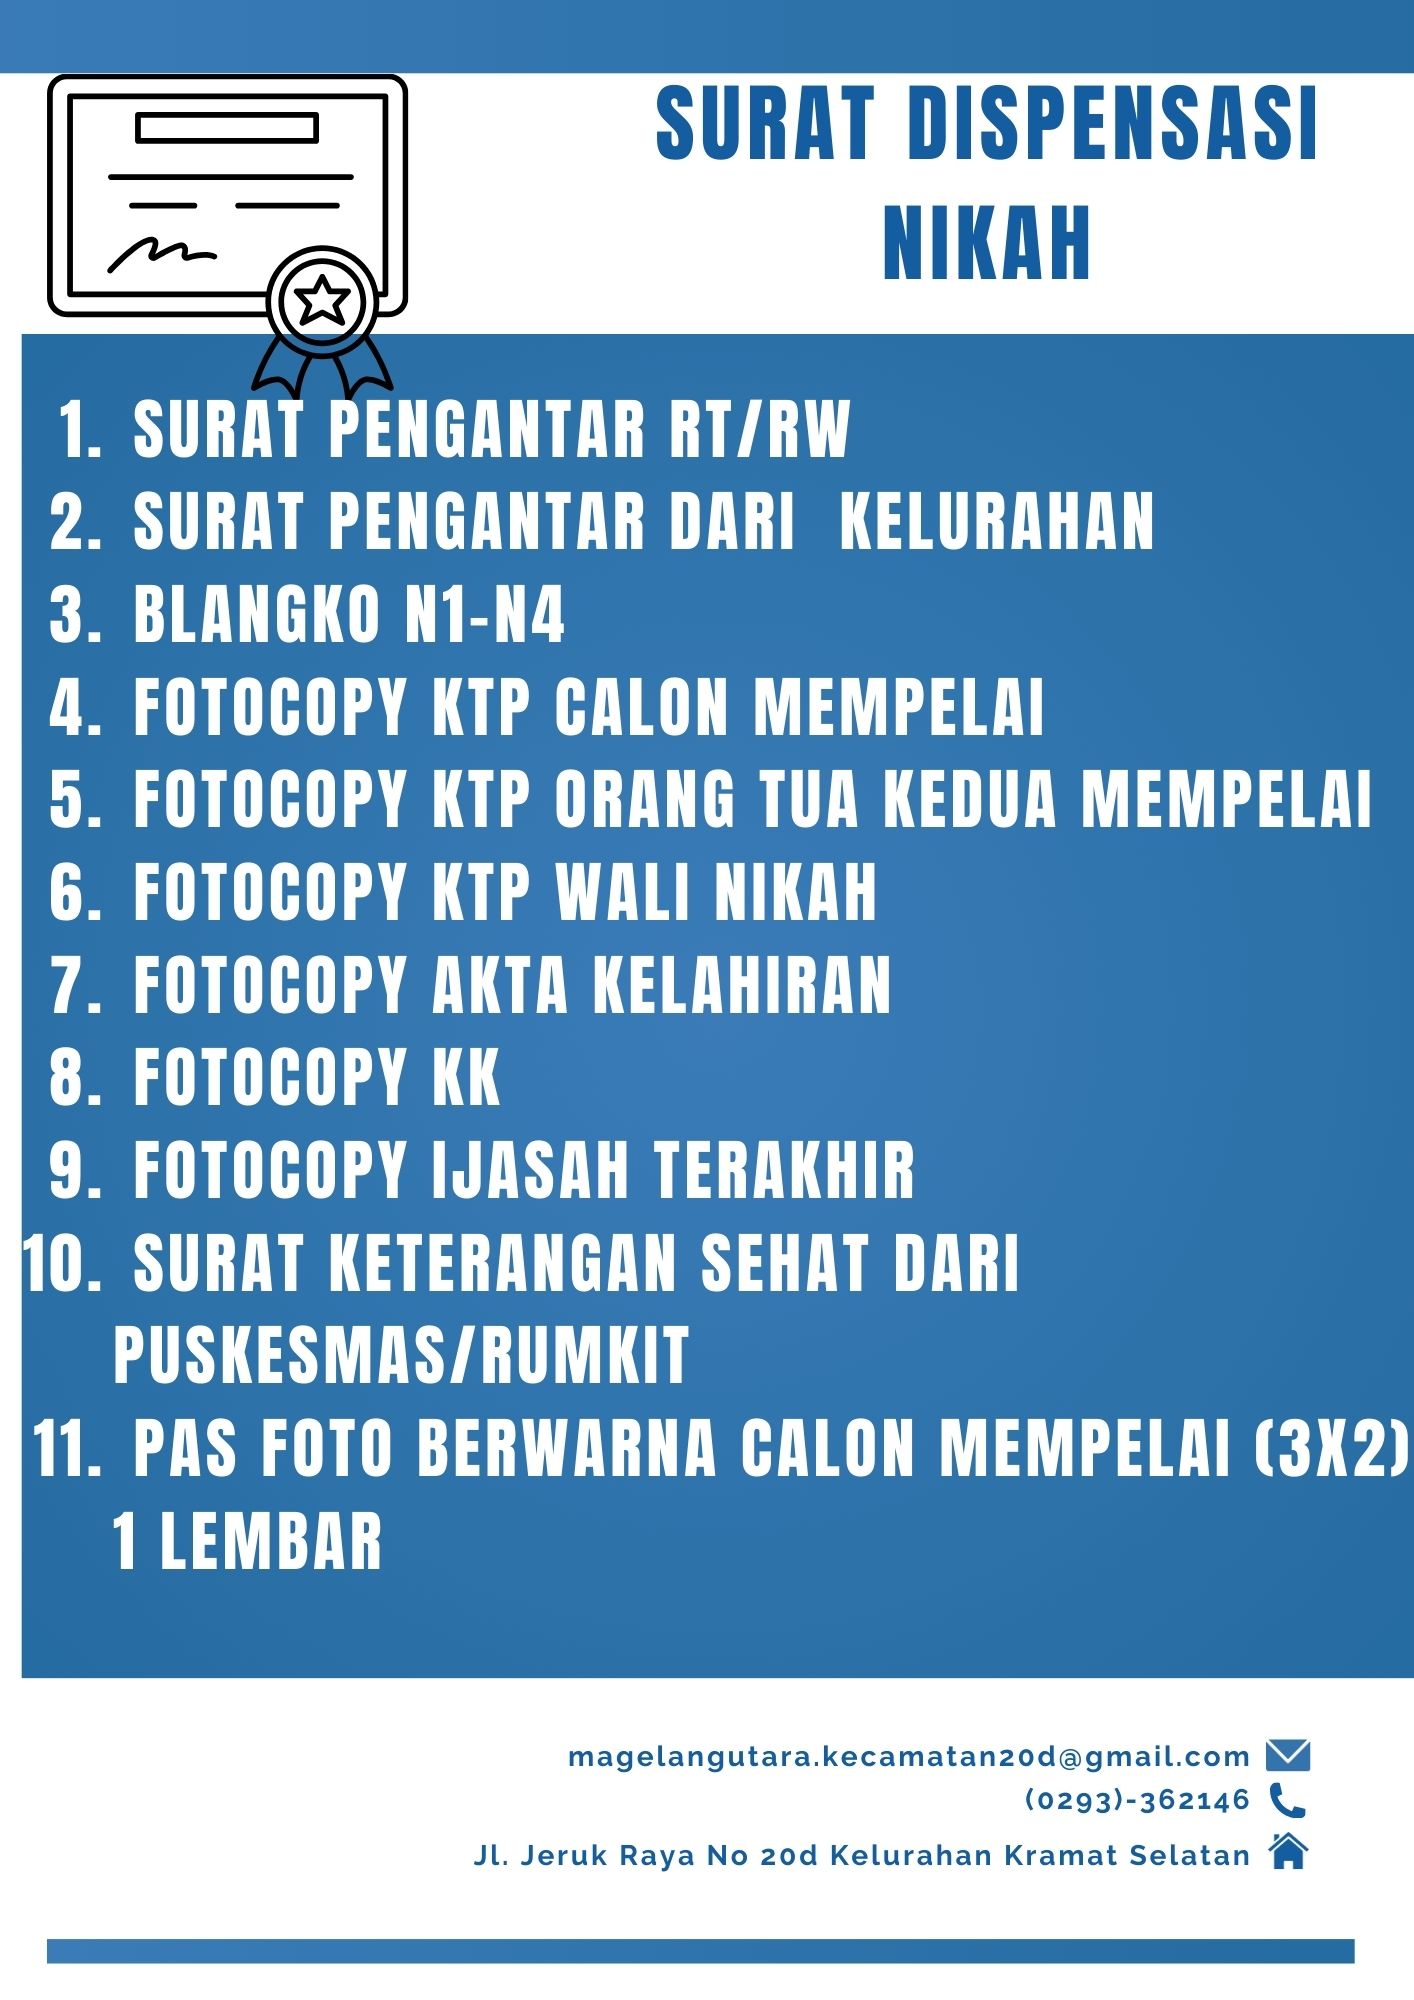 SURAT DISPENSASI
NIKAH
1. SURAT PENGANTAR RT/RW
2. SURAT PENGANTAR DARI KELURAHAN
3. BLANGKO N1-N4
4. FOTOCOPY KTP CALON MEMPELAI
5. FOTOCOPY KTP ORANG TUA KEDUA MEMPELAI
6. FOTOCOPY KTP WALI NIKAH
7. FOTOCOPY AKTA KELAHIRAN
8. FOTOCOPY KK
9. FOTOCOPY IJASAH TERAKHIR
10. SURAT KETERANGAN SEHAT DARI
PUSKESMAS/RUMKIT
11. PAS FOTO BERWARNA CALON MEMPELAI (3X2)
1 LEMBAR
magelangutara.kecamatan20d@gmail.com
(0293)-362146
Jl. Jeruk Raya No 20d Kelurahan Kramat Selatan